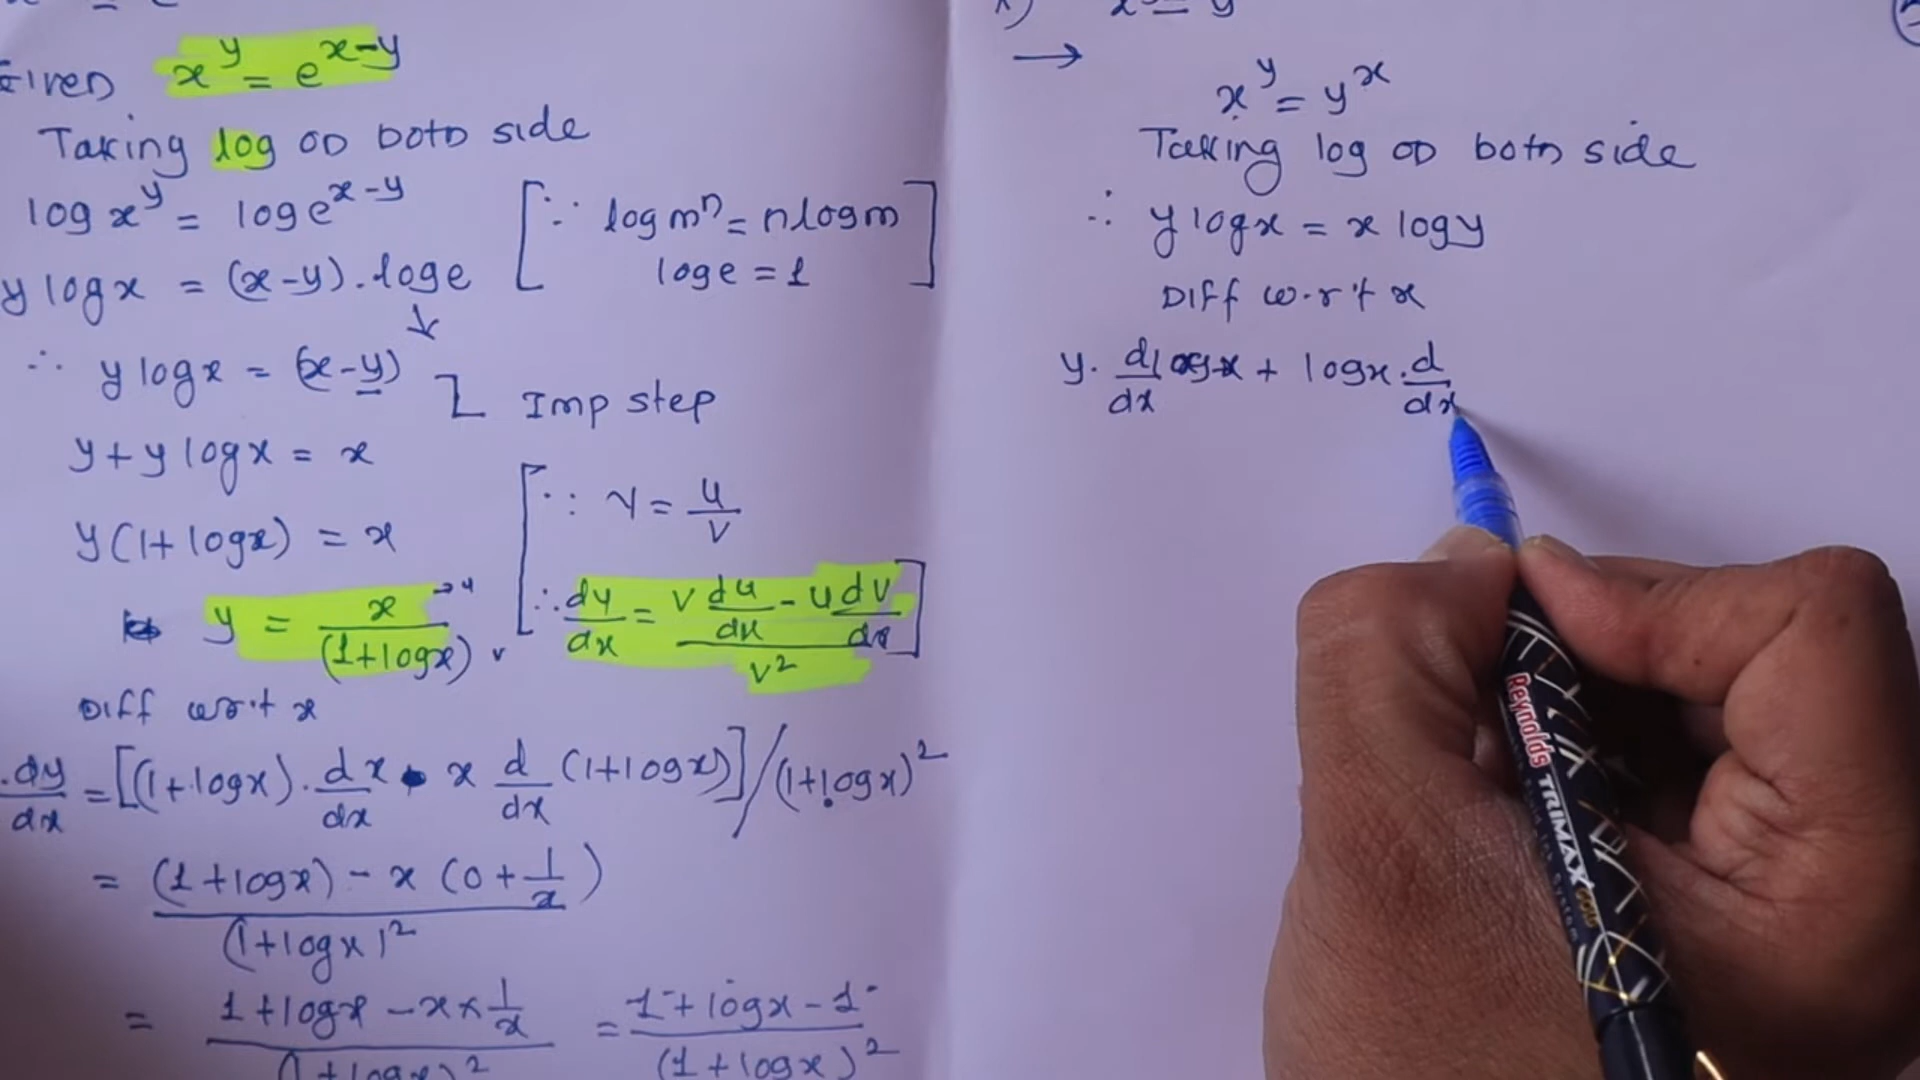 Given x^y = e^(x-y)
Taking log on both side
log x^y = log e^(x-y) [∵ log m^n = n log m
y log x = (x-y). log e log e = 1]
∴ y log x = (x-y)
Imp step
y + y log x = x
y(1+log x) = x [∵ y = u/v
y = x/(1+log x) ∴ dy/dx = (v du/dx - u dv/dx)/v²]
Diff w.r.t x
dy/dx = [(1+log x). d/dx x x d/dx (1+log x)]/(1+log x)²
= ((1+log x) - x (0+1/x))/(1+log x)²
= (1+log x - x×1/x)/(1+log x)² = (1+log x-1)/(1+log x)²
→
x^y = y^x
Taking log on both side
∴ y log x = x log y
Diff w.r.t x
y. d/dx log x + log x. d/dx
Reynolds TRIMAX